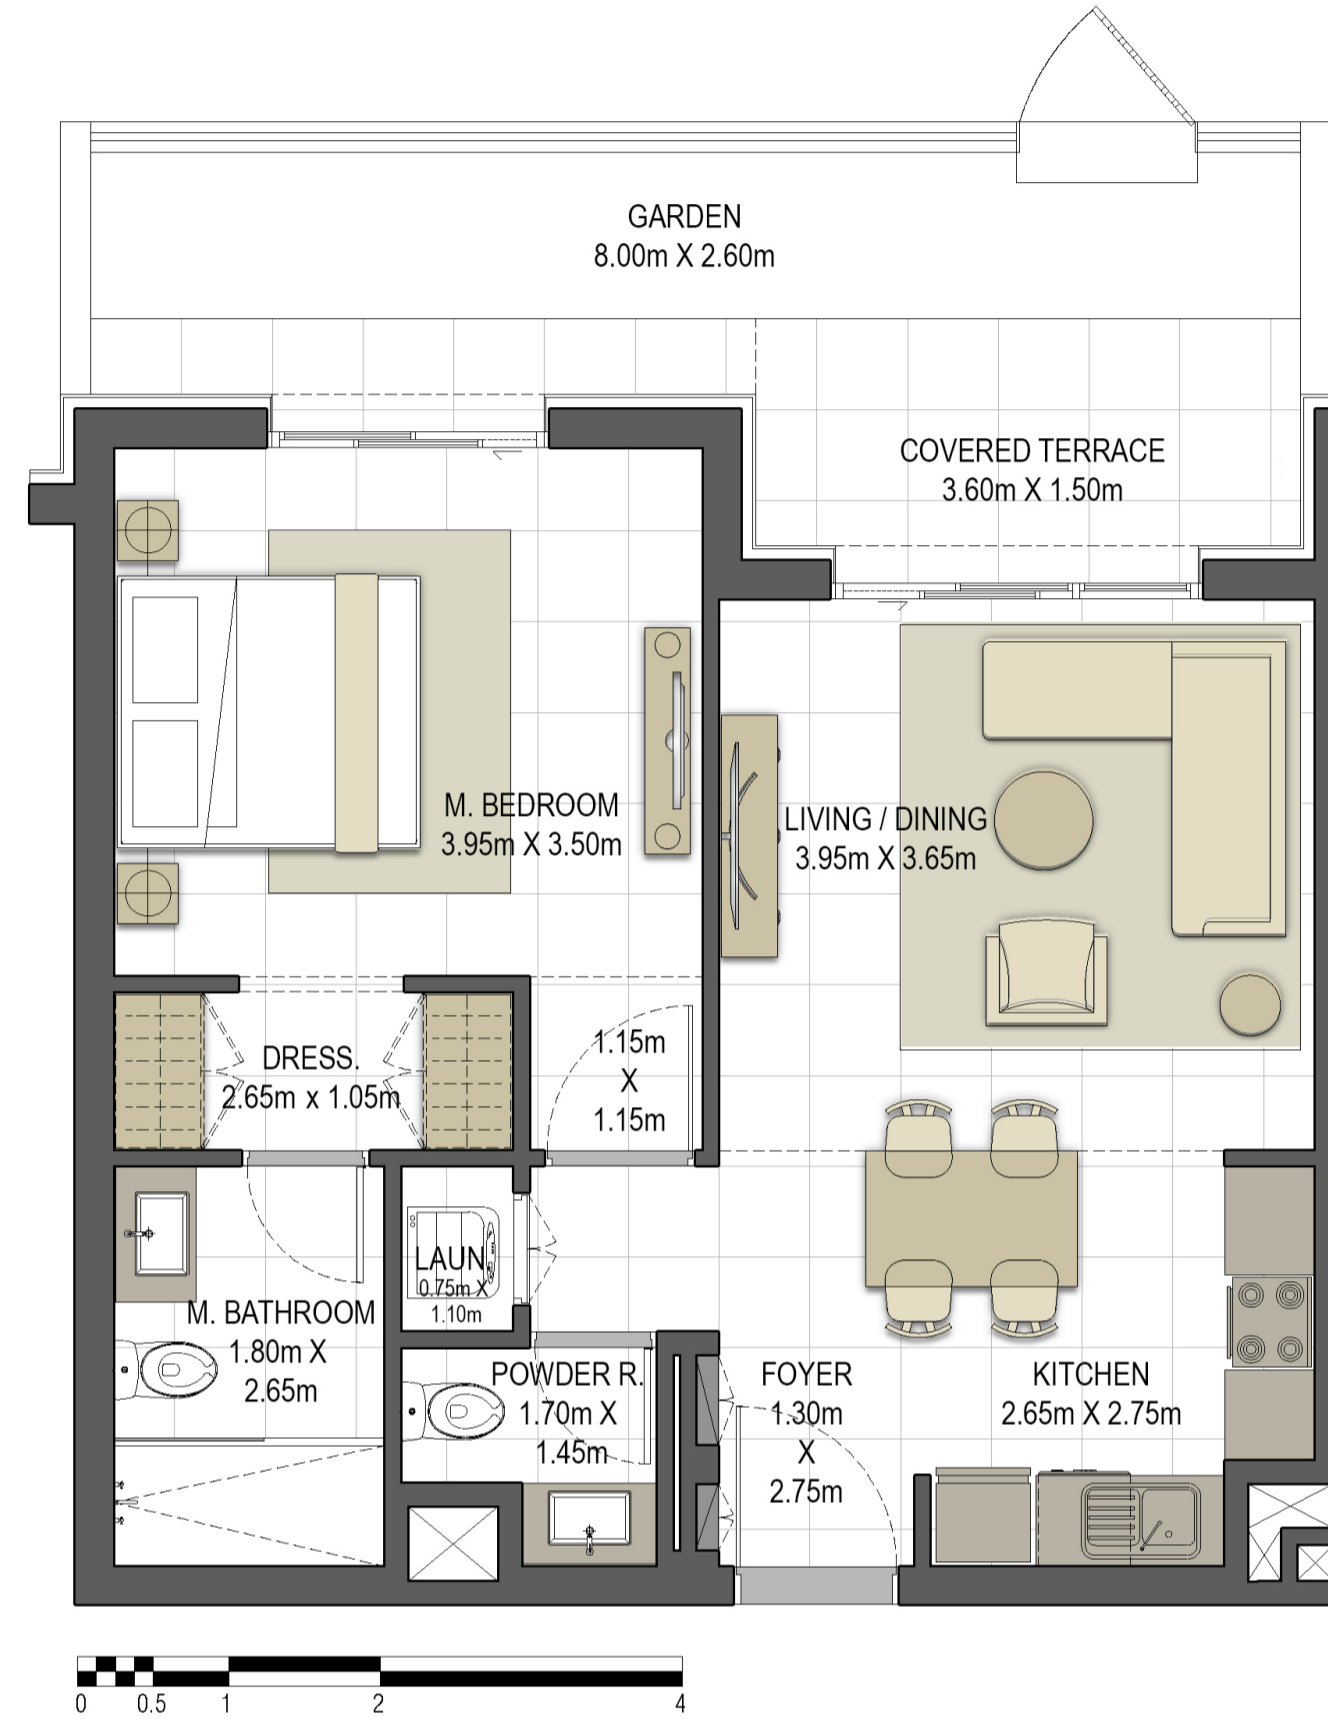 GARDEN
8.00m X 2.60m
COVERED TERRACE
3.60m X 1.50m
M. BEDROOM
3.95m X 3.50m
LIVING / DINING
3.95m X 3.65m
DRESS.
2.65m x 1.05m
1.15m
X
1.15m
LAUN
0.75m X
1.10m
M. BATHROOM
1.80m X
2.65m
POWDER R.
1.70m X
1.45m
FOYER
1.30m
X
2.75m
KITCHEN
2.65m X 2.75m
0 0.5 1 2 4